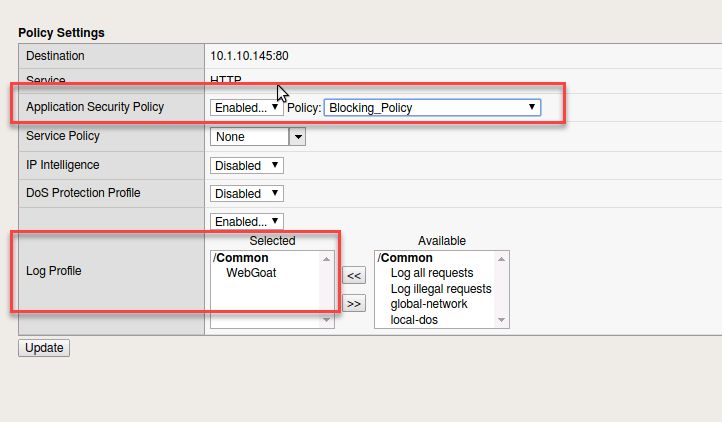 Policy Settings
Destination 10.1.10.145:80
Service HTTP
Application Security Policy Enabled... Policy: Blocking_Policy
Service Policy None
IP Intelligence Disabled
DoS Protection Profile Disabled
Enabled...
Selected Available
/Common /Common
WebGoat Log all requests
Log illegal requests
Log Profile << global-network
>> local-dos
Update